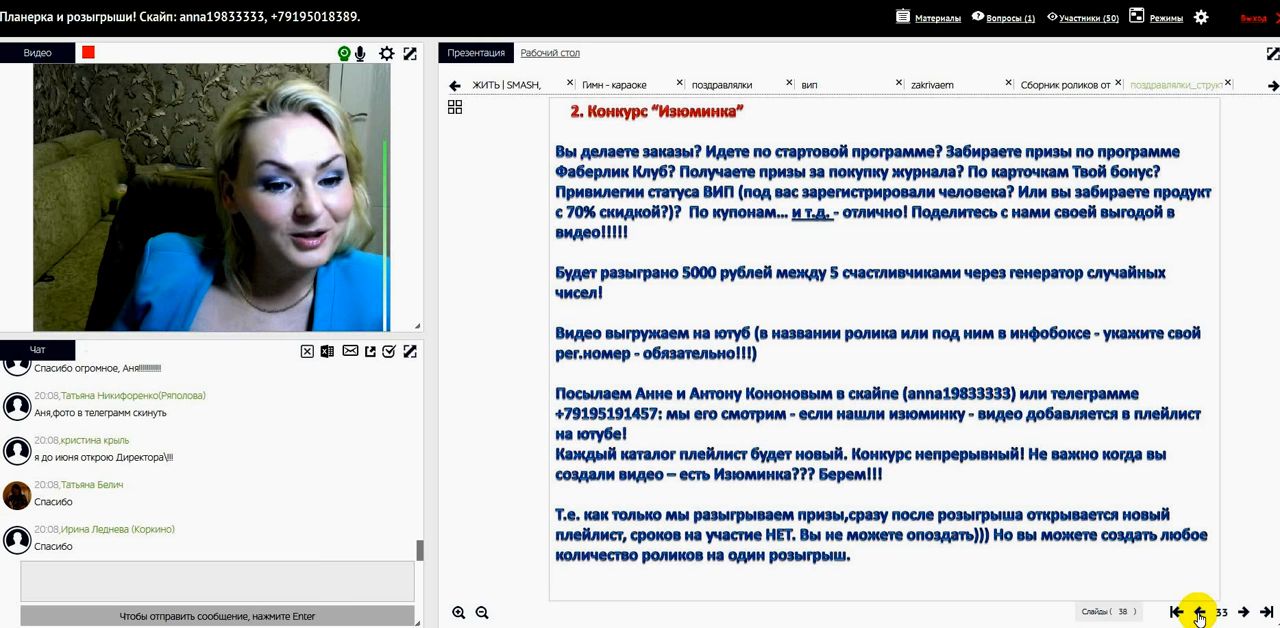 Планерка и розыгрыши! Скайп: anna19833333, +79195018389.
Материалы
Вопросы (1)
Участники (50)
Режимы
Выход
Видео
Презентация
Рабочий стол
ЖИТЬ | SMASH,
Гимн - караоке
поздравлялки
вип
zakrivaem
Сборник роликов от
поздравлялки_структ
2. Конкурс “Изюминка”
Вы делаете заказы? Идете по стартовой программе? Забираете призы по программе
Фаберлик Клуб? Получаете призы за покупку журнала? По карточкам Твой бонус?
Привилегии статуса ВИП (под вас зарегистрировали человека? Или вы забираете продукт
с 70% скидкой?)? По купонам... и т.д. - отлично! Поделитесь с нами своей выгодой в
видео!!!!!
Будет разыграно 5000 рублей между 5 счастливчиками через генератор случайных
чисел!
Видео выгружаем на ютуб (в названии ролика или под ним в инфобоксе - укажите свой
рег.номер - обязательно!!!)
Посылаем Анне и Антону Кононовым в скайпе (anna19833333) или телеграмме
+79195191457: мы его смотрим - если нашли изюминку - видео добавляется в плейлист
на ютубе!
Каждый каталог плейлист будет новый. Конкурс непрерывный! Не важно когда вы
создали видео – есть Изюминка??? Берем!!!
Т.е. как только мы разыгрываем призы,сразу после розыгрыша открывается новый
плейлист, сроков на участие НЕТ. Вы не можете опоздать))) Но вы можете создать любое
количество роликов на один розыгрыш.
Слайды ( 38 )
33
Чат
Спасибо огромное, Аня!!!!!!!!!!!
20:08,Татьяна Никифоренко(Ряполова)
Аня,фото в телеграмм скинуть
20:08,кристина крыль
я до июня открою Директора\!!!
20:08,Татьяна Белич
Спасибо
20:08,Ирина Леднева (Коркино)
Спасибо
Чтобы отправить сообщение, нажмите Enter